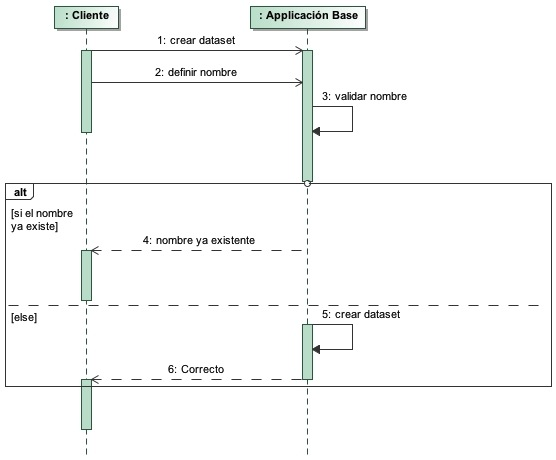 : Cliente
: Applicación Base
1: crear dataset
2: definir nombre
3: validar nombre
alt
[si el nombre
ya existe]
4: nombre ya existente
[else]
5: crear dataset
6: Correcto